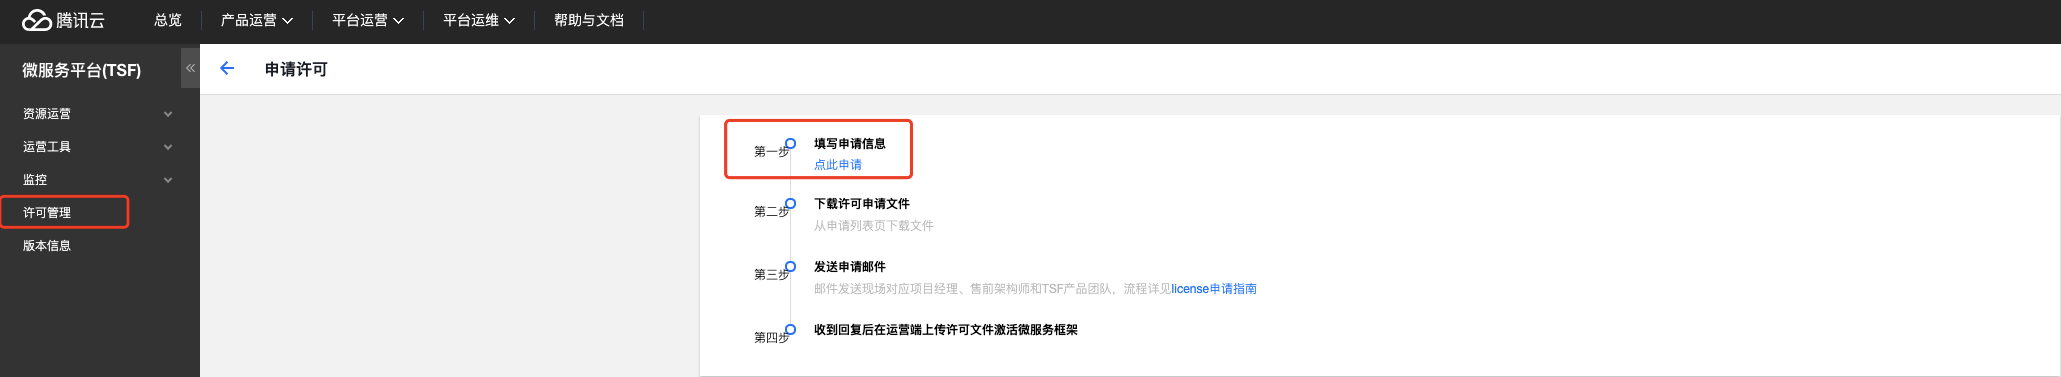 腾讯云 总览 产品运营 平台运营 平台运维 帮助与文档
微服务平台(TSF)
资源运营
运营工具
监控
许可管理
版本信息
申请许可
第一步 填写申请信息
点此申请
第二步 下载许可申请文件
从申请列表页下载文件
第三步 发送申请邮件
邮件发送现场对应项目经理、售前架构师和TSF产品团队，流程详见license申请指南
第四步 收到回复后在运营端上传许可文件激活微服务框架